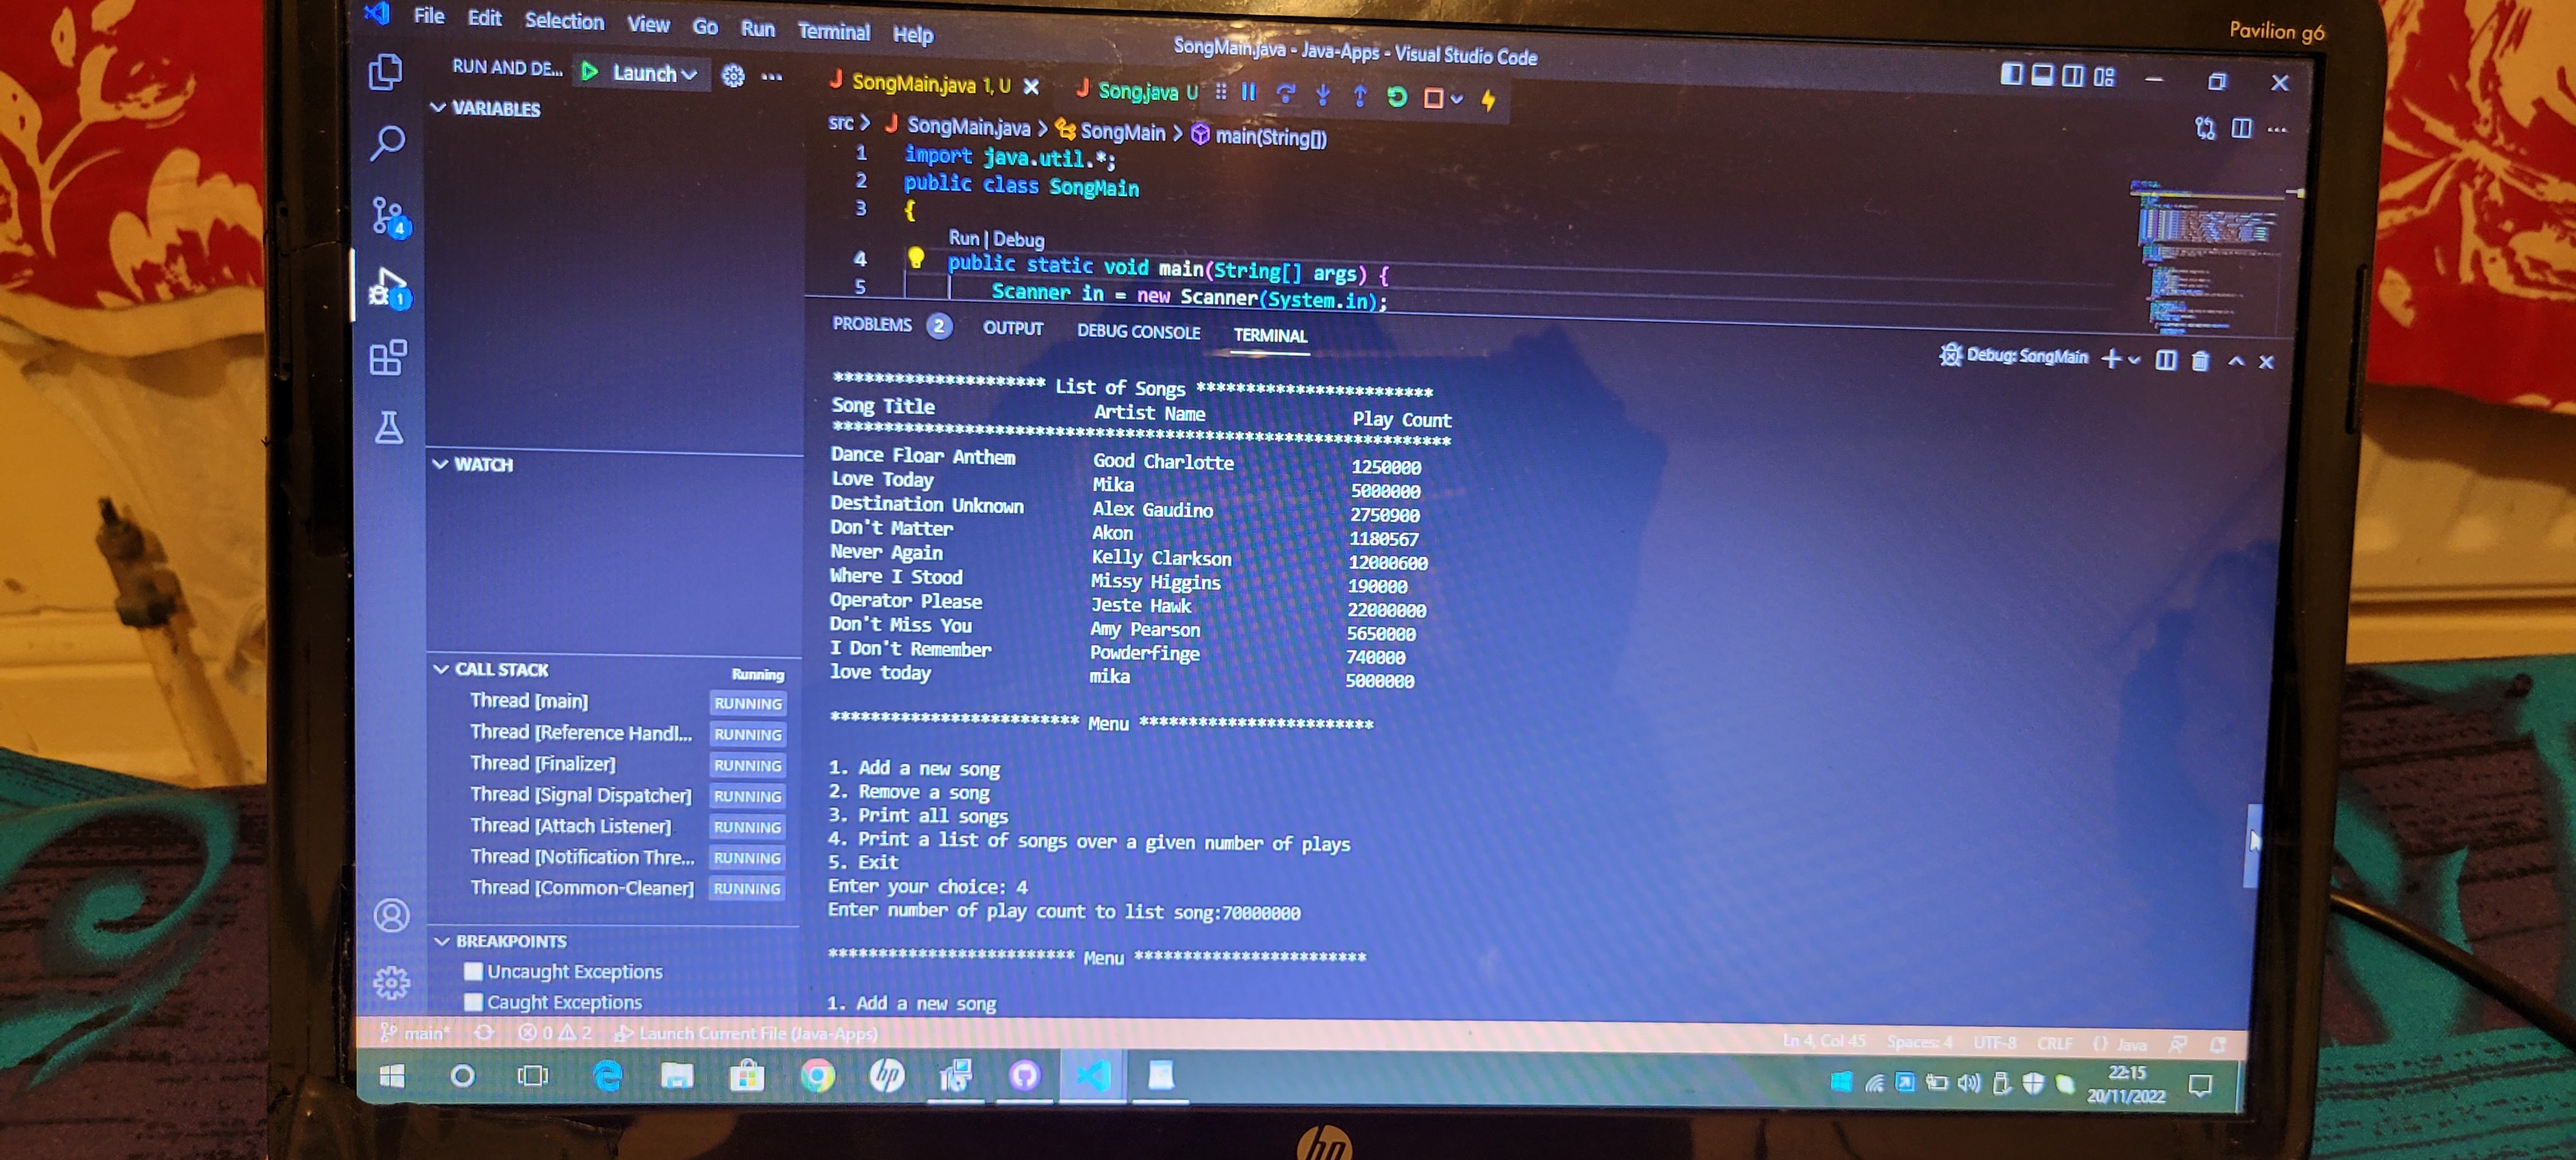 Pavilion g6
File Edit Selection View Go Run Terminal Help
SongMain.java - Java-Apps - Visual Studio Code
RUN AND DE... Launch
SongMain.java 1, U
Song.java U
VARIABLES
src > SongMain.java > SongMain > main(String[])
1 import java.util.*;
2 public class SongMain
3 {
Run | Debug
4 public static void main(String[] args) {
5 Scanner in = new Scanner(System.in);
4
1
PROBLEMS 2 OUTPUT DEBUG CONSOLE TERMINAL
Debug: SongMain
********************* List of Songs ************************
Song Title Artist Name Play Count
**************************************************************
Dance Floar Anthem Good Charlotte 1250000
Love Today Mika 5000000
Destination Unknown Alex Gaudino 2750900
Don't Matter Akon 1180567
Never Again Kelly Clarkson 12000600
Where I Stood Missy Higgins 190000
Operator Please Jeste Hawk 22000000
Don't Miss You Amy Pearson 5650000
I Don't Remember Powderfinge 740000
love today mika 5000000
************************* Menu ************************
1. Add a new song
2. Remove a song
3. Print all songs
4. Print a list of songs over a given number of plays
5. Exit
Enter your choice: 4
Enter number of play count to list song:70000000
************************* Menu ************************
1. Add a new song
WATCH
CALL STACK Running
Thread [main] RUNNING
Thread [Reference Handl... RUNNING
Thread [Finalizer] RUNNING
Thread [Signal Dispatcher] RUNNING
Thread [Attach Listener] RUNNING
Thread [Notification Thre... RUNNING
Thread [Common-Cleaner] RUNNING
BREAKPOINTS
Uncaught Exceptions
Caught Exceptions
main* 0 2 Launch Current File (Java-Apps)
Ln 4, Col 45 Spaces: 4 UTF-8 CRLF {} Java
22:15
20/11/2022
hp
hp